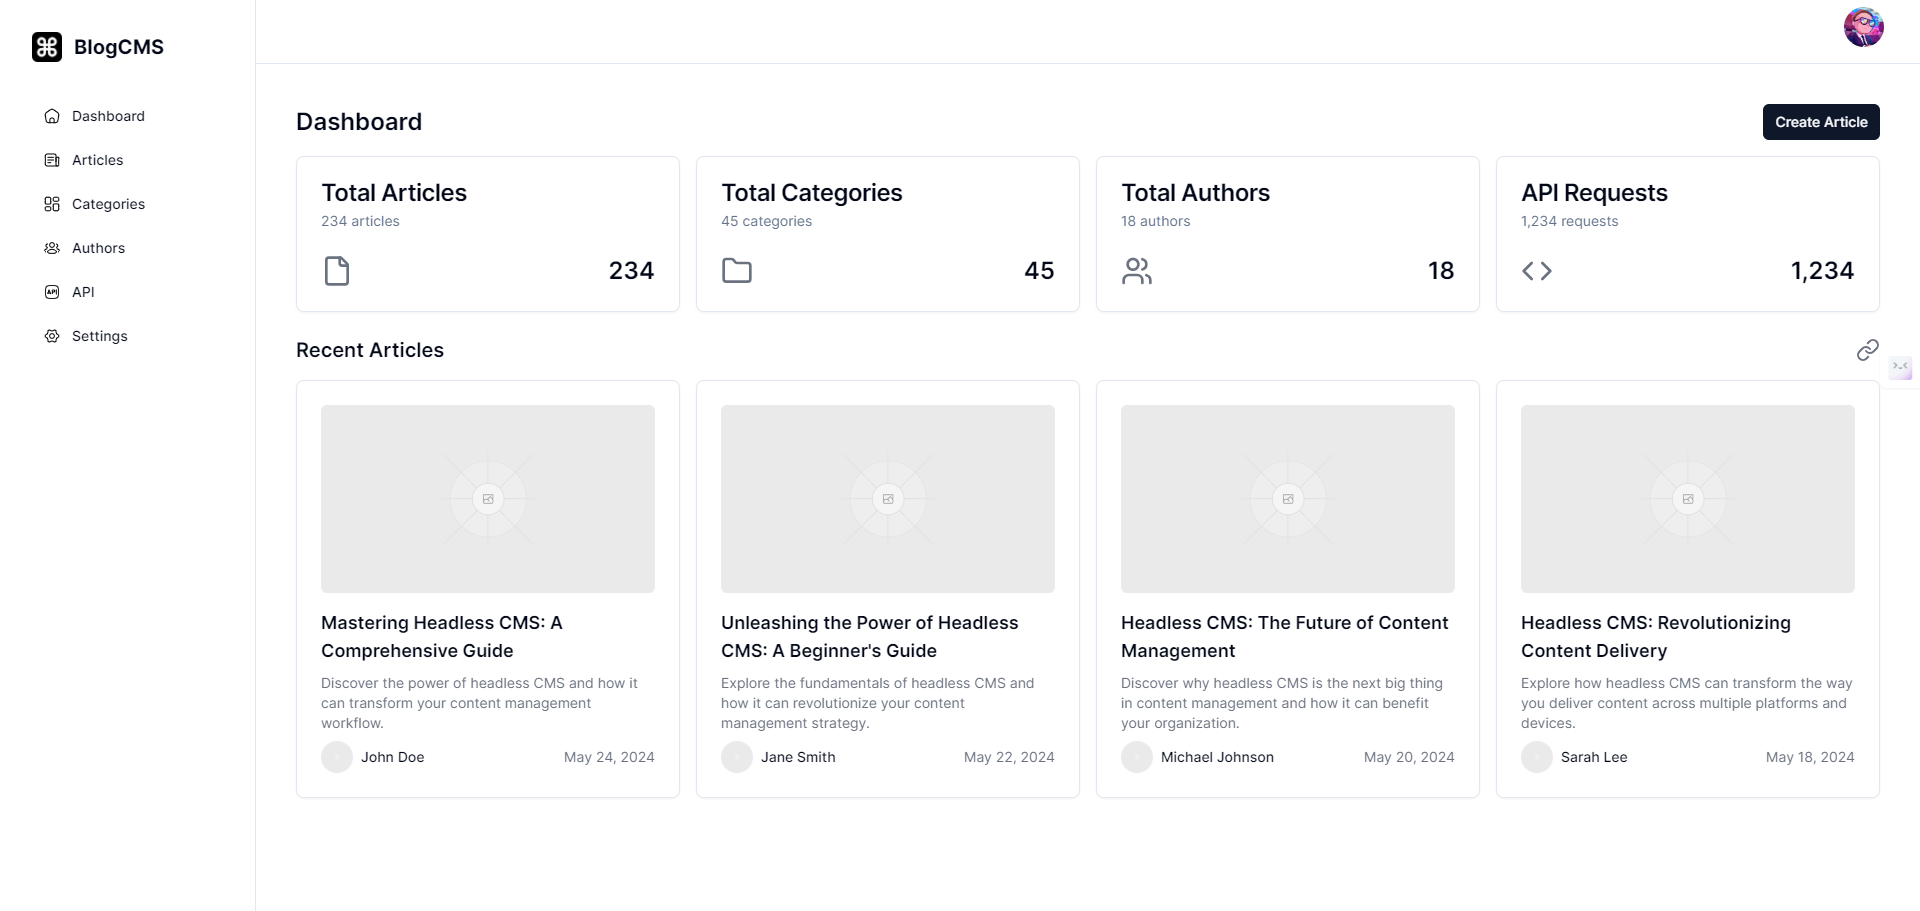 BlogCMS
Dashboard
Articles
Categories
Authors
API
Settings
Dashboard
Create Article
Total Articles
234 articles
234
Total Categories
45 categories
45
Total Authors
18 authors
18
API Requests
1,234 requests
1,234
Recent Articles
Mastering Headless CMS: A
Comprehensive Guide
Discover the power of headless CMS and how it
can transform your content management
workflow.
John Doe
May 24, 2024
Unleashing the Power of Headless
CMS: A Beginner's Guide
Explore the fundamentals of headless CMS and
how it can revolutionize your content
management strategy.
Jane Smith
May 22, 2024
Headless CMS: The Future of Content
Management
Discover why headless CMS is the next big thing
in content management and how it can benefit
your organization.
Michael Johnson
May 20, 2024
Headless CMS: Revolutionizing
Content Delivery
Explore how headless CMS can transform the way
you deliver content across multiple platforms and
devices.
Sarah Lee
May 18, 2024